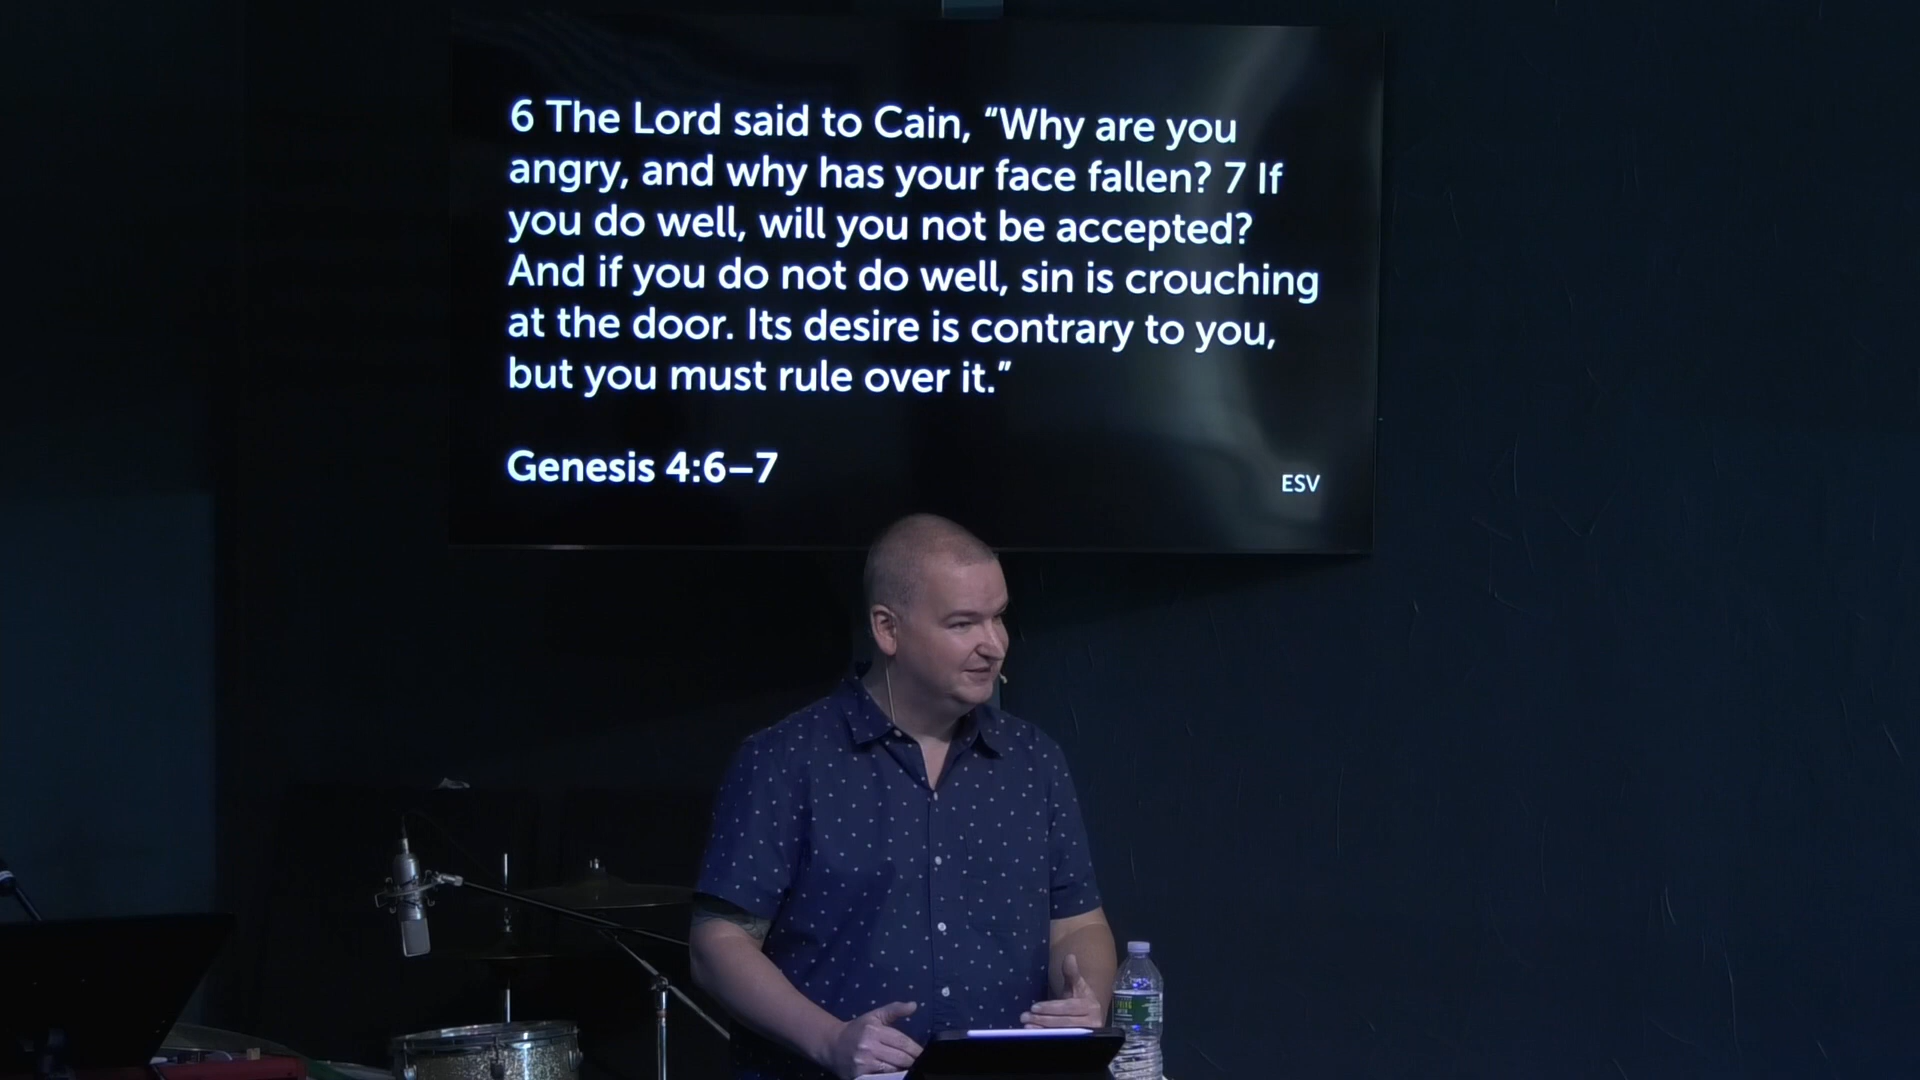 6 The Lord said to Cain, “Why are you
angry, and why has your face fallen? 7 If
you do well, will you not be accepted?
And if you do not do well, sin is crouching
at the door. Its desire is contrary to you,
but you must rule over it.”
Genesis 4:6–7
ESV